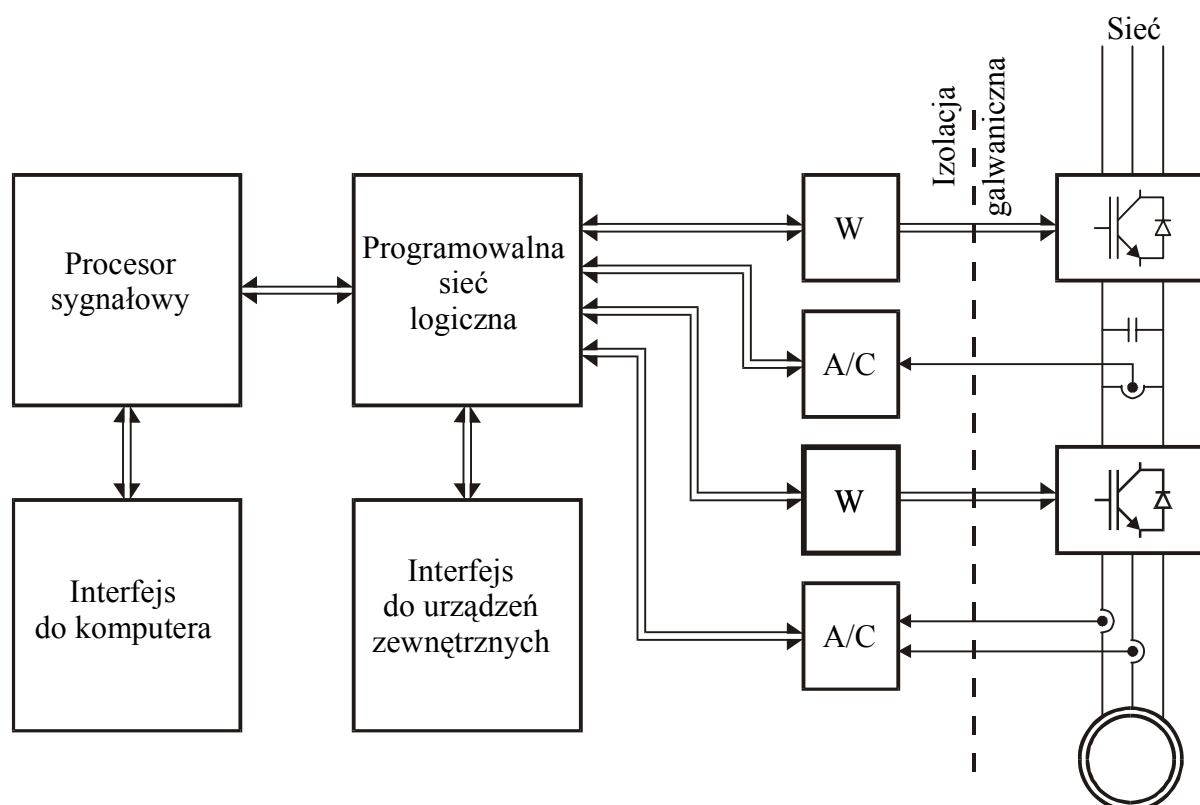 Sieć
Izolacja
galwaniczna
Procesor
sygnałowy
Programowalna
sieć
logiczna
W
A/C
W
A/C
Interfejs
do komputera
Interfejs
do urządzeń
zewnętrznych